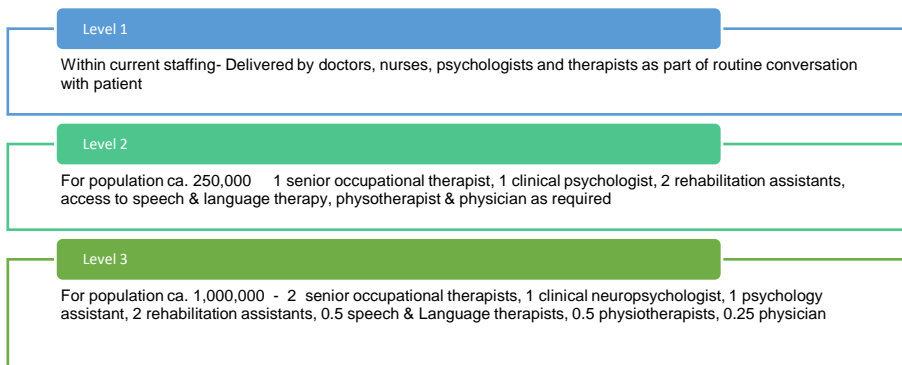 Level 1
Within current staffing- Delivered by doctors, nurses, psychologists and therapists as part of routine conversation
with patient
Level 2
For population ca. 250,000 1 senior occupational therapist, 1 clinical psychologist, 2 rehabilitation assistants,
access to speech & language therapy, physotherapist & physician as required
Level 3
For population ca. 1,000,000 - 2 senior occupational therapists, 1 clinical neuropsychologist, 1 psychology
assistant, 2 rehabilitation assistants, 0.5 speech & Language therapists, 0.5 physiotherapists, 0.25 physician